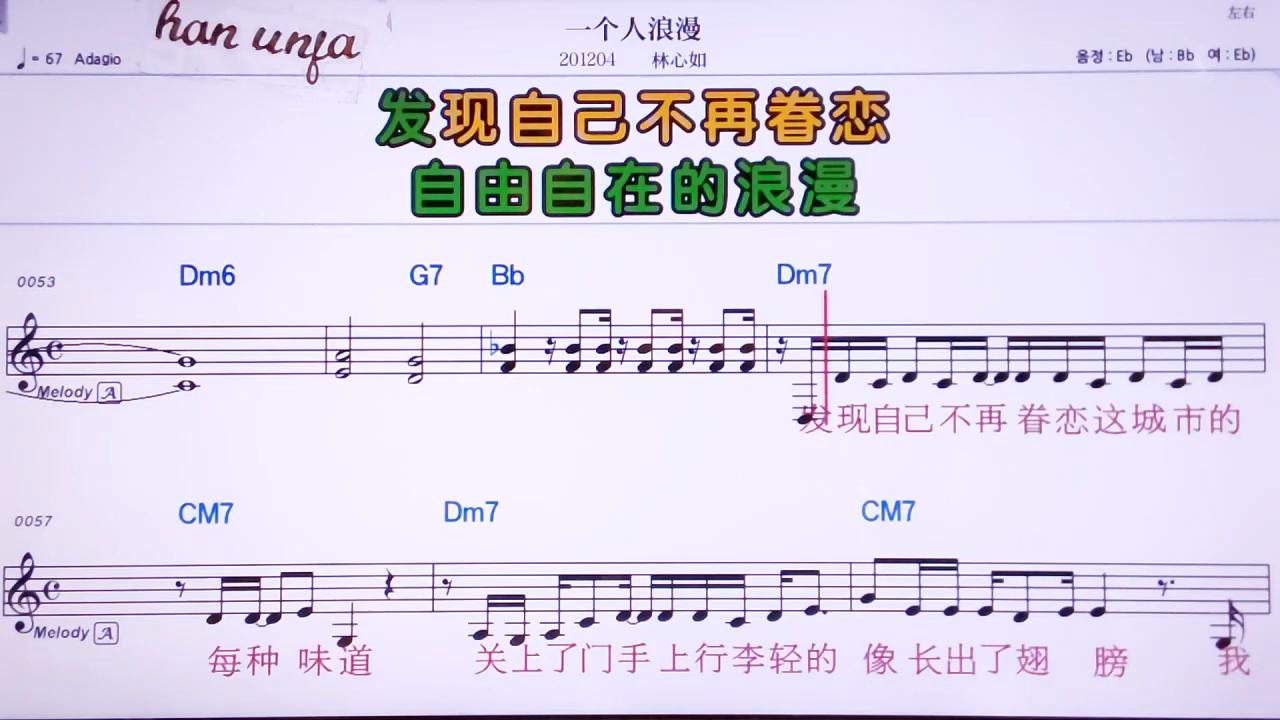 han unfa
一个人浪漫
左右
♩= 67 Adagio
201204 林心如
음정 : Eb (남 : Bb 여 : Eb)
发现自己不再眷恋
自由自在的浪漫
0053 Dm6 G7 Bb Dm7
Melody A
发现自己不再 眷恋这城市的
0057 CM7 Dm7 CM7
Melody A
每种 味道 关上了门手上行李轻的 像长出了翅膀 我